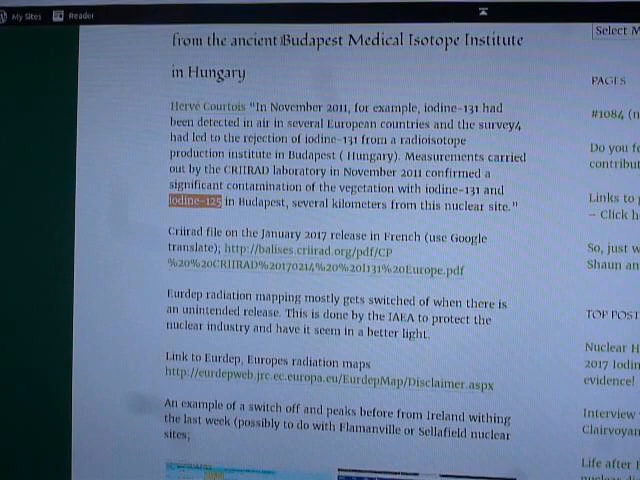 My Sites Reader
from the ancient Budapest Medical Isotope Institute
in Hungary
Hervé Courtois "In November 2011, for example, iodine-131 had
been detected in air in several European countries and the survey4
had led to the rejection of iodine-131 from a radioisotope
production institute in Budapest ( Hungary). Measurements carried
out by the CRIIRAD laboratory in November 2011 confirmed a
significant contamination of the vegetation with iodine-131 and
iodine-125 in Budapest, several kilometers from this nuclear site."
Criirad file on the January 2017 release in French (use Google
translate); http://balises.criirad.org/pdf/CP
%20%20CRIIRAD%20170214%20%20I131%20Europe.pdf
Eurdep radiation mapping mostly gets switched of when there is
an unintended release. This is done by the IAEA to protect the
nuclear industry and have it seem in a better light.
Link to Eurdep, Europes radiation maps
http://eurdepweb.jrc.ec.europa.eu/EurdepMap/Disclaimer.aspx
An example of a switch off and peaks before from Ireland withing
the last week (possibly to do with Flamanville or Sellafield nuclear
sites;
Select M
PAGES
#1084 (n
Do you fe
contribut
Links to
– Click h
So, just w
Shaun an
TOP POST
Nuclear H
2017 Iodin
evidence!
Interview
Clairvoyan
Life after